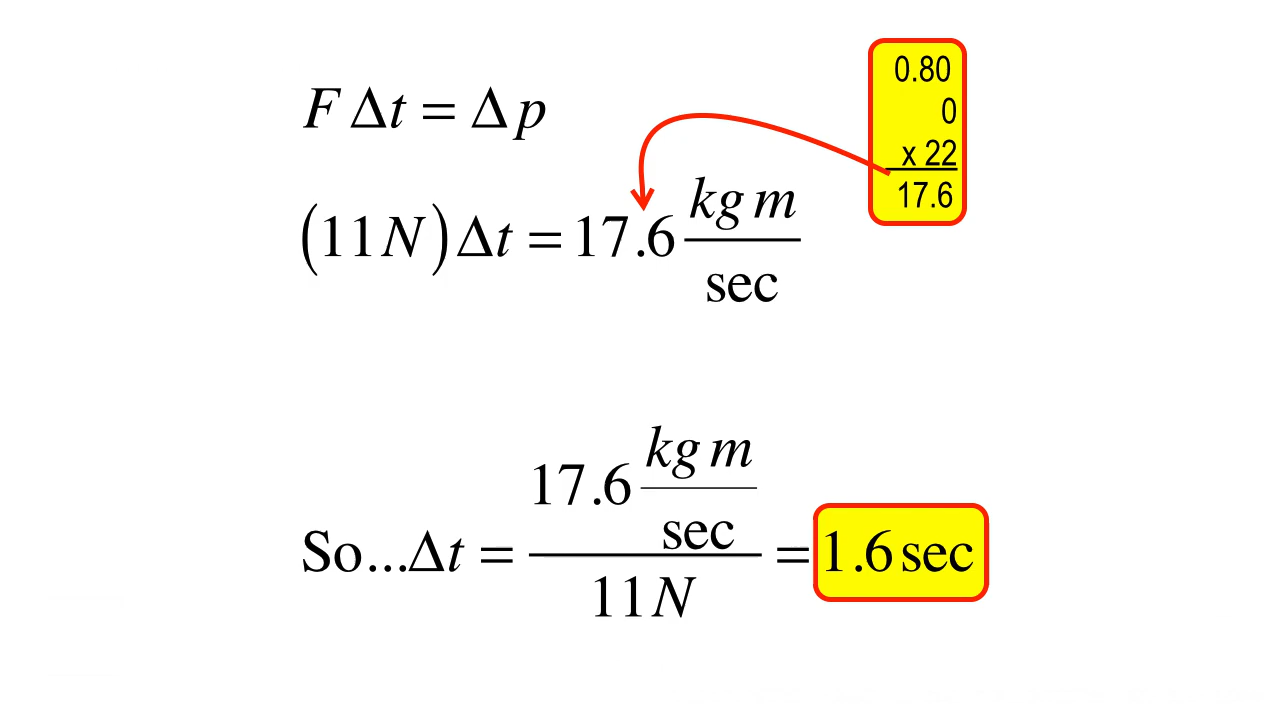 F Δt = Δp
0.80
0
x 22
17.6
(11N)Δt = 17.6 kg m / sec
So...Δt = 17.6 kg m / sec / 11N = 1.6 sec